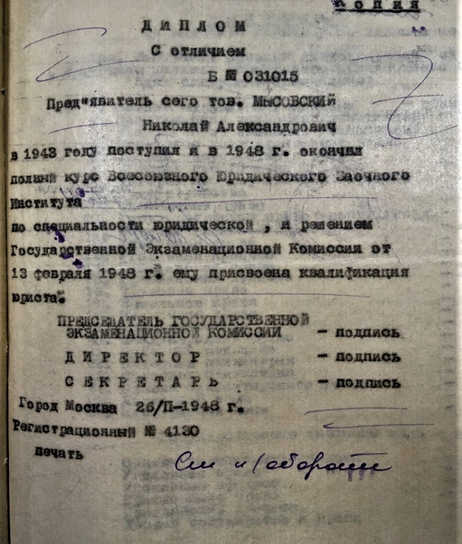 Копия
ДИПЛОМ
С отличием
Б № 031015
Пред"явитель сего тов. МЫСОВСКИЙ
Николай Александрович
в 1943 году поступил и в 1948 г. окончил
полный курс Всесоюзного Юридического Заочного
Института
по специальности юридической , и решением
Государственной Экзаменационной Комиссии от
13 февраля 1948 г. ему присвоена квалификация
юриста.
ПРЕДСЕДАТЕЛЬ ГОСУДАРСТВЕННОЙ
ЭКЗАМЕНАЦИОННОЙ КОМИССИИ - подпись
ДИРЕКТОР - подпись
СЕКРЕТАРЬ - подпись
Город Москва 26/II-1948 г.
Регистрационный № 4130
печать
См н/обороте